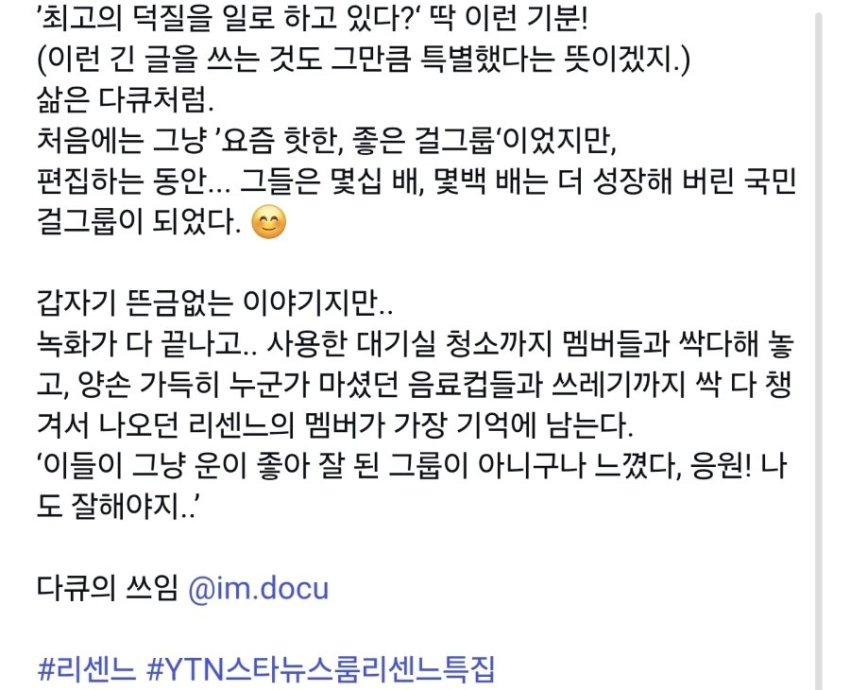 ’최고의 덕질을 일로 하고 있다?‘ 딱 이런 기분!
(이런 긴 글을 쓰는 것도 그만큼 특별했다는 뜻이겠지.)
삶은 다큐처럼.
처음에는 그냥 ’요즘 핫한, 좋은 걸그룹‘이었지만,
편집하는 동안... 그들은 몇십 배, 몇백 배는 더 성장해 버린 국민
걸그룹이 되었다. 😊
갑자기 뜬금없는 이야기지만..
녹화가 다 끝나고.. 사용한 대기실 청소까지 멤버들과 싹다해 놓
고, 양손 가득히 누군가 마셨던 음료컵들과 쓰레기까지 싹 다 챙
겨서 나오던 리센느의 멤버가 가장 기억에 남는다.
‘이들이 그냥 운이 좋아 잘 된 그룹이 아니구나 느꼈다, 응원! 나
도 잘해야지..’
다큐의 쓰임 @im.docu
#리센느 #YTN스타뉴스룸리센느특집